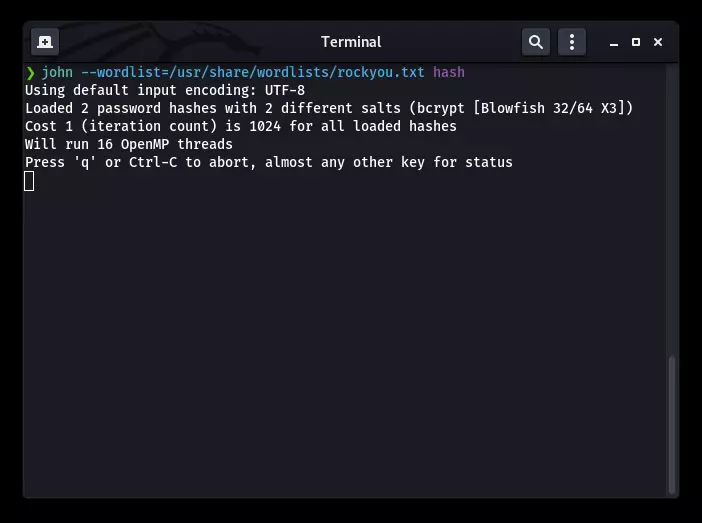 Terminal
❯ john --wordlist=/usr/share/wordlists/rockyou.txt hash
Using default input encoding: UTF-8
Loaded 2 password hashes with 2 different salts (bcrypt [Blowfish 32/64 X3])
Cost 1 (iteration count) is 1024 for all loaded hashes
Will run 16 OpenMP threads
Press 'q' or Ctrl-C to abort, almost any other key for status